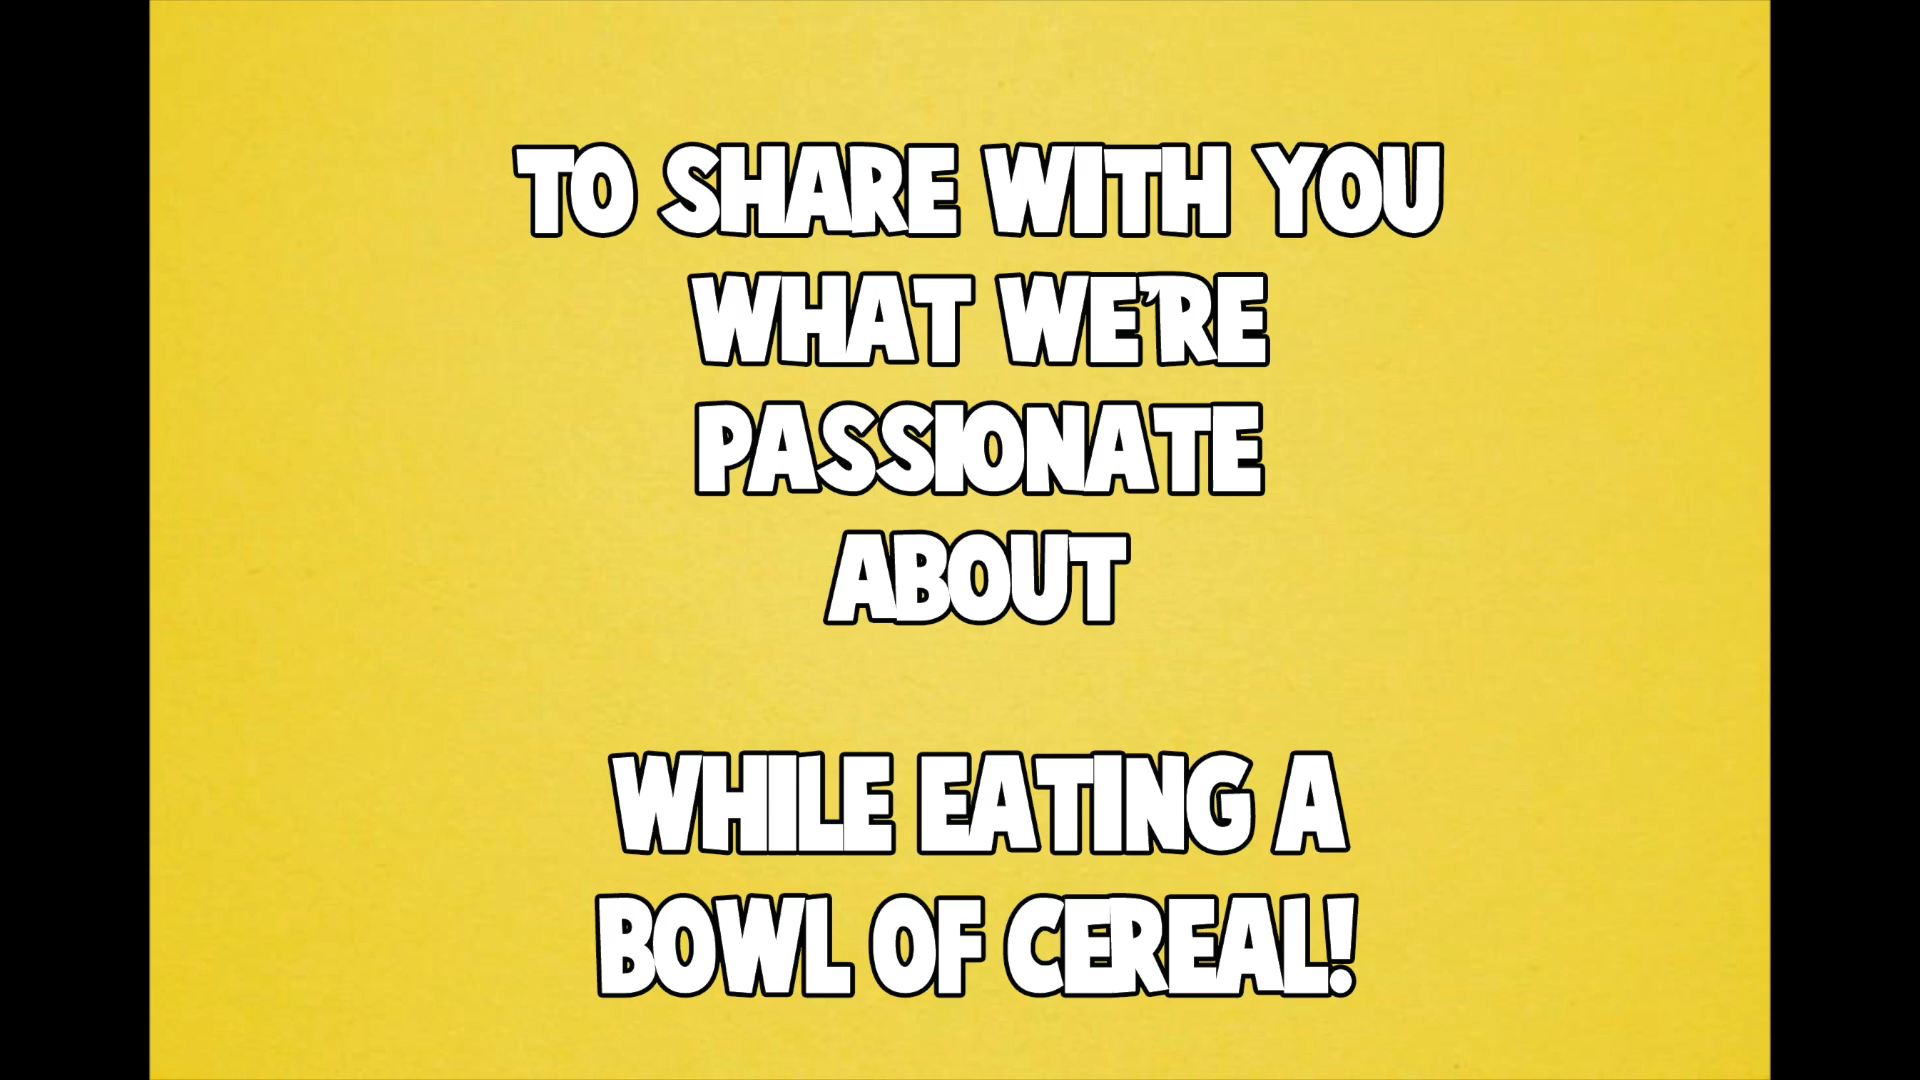 TO SHARE WITH YOU
WHAT WE'RE
PASSIONATE
ABOUT
WHILE EATING A
BOWL OF CEREAL!